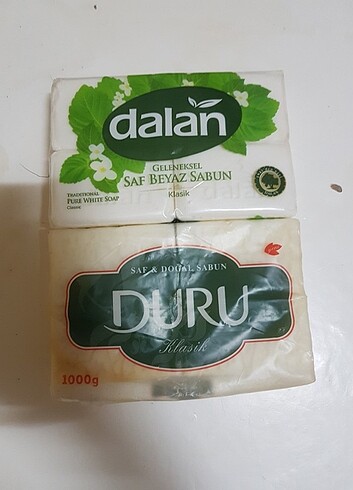 dalan
GELENEKSEL
SAF BEYAZ SABUN
Klasik
TRADITIONAL
PURE WHITE SOAP
Classic
SAF & DOĞAL SABUN
DURU
Klasik
1000g